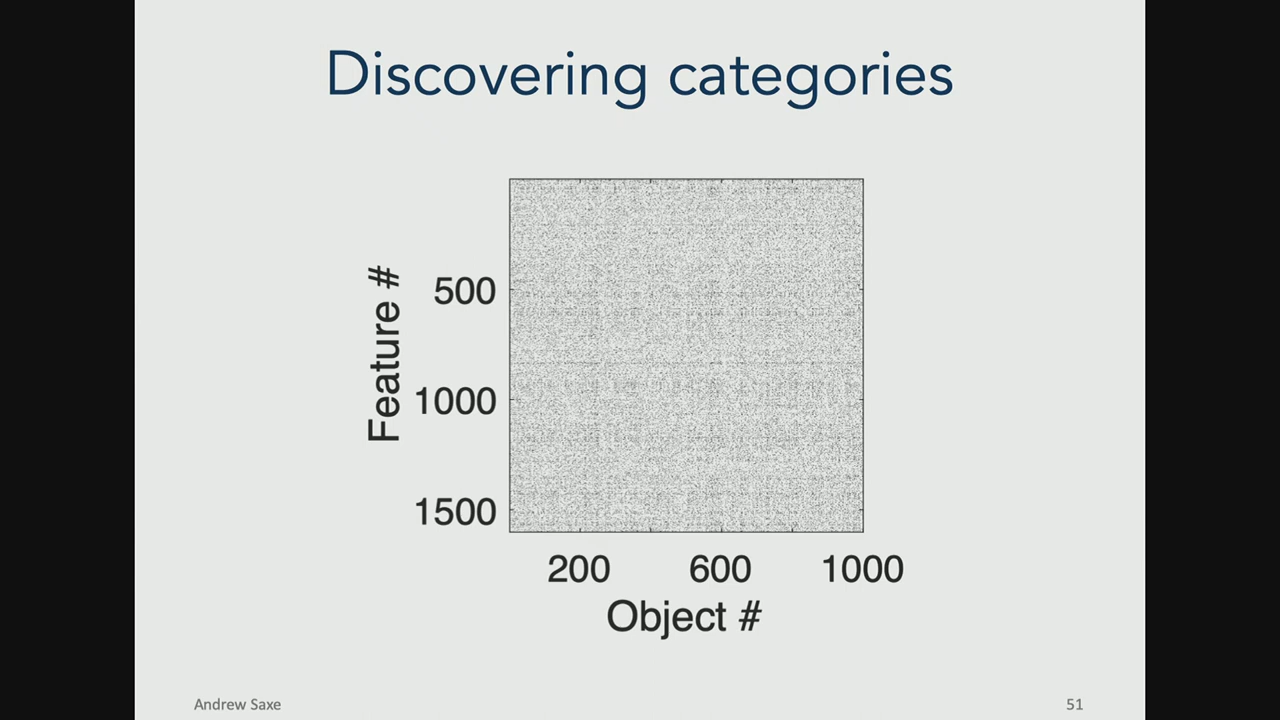 Discovering categories
Feature #
500
1000
1500
200 600 1000
Object #
Andrew Saxe
51